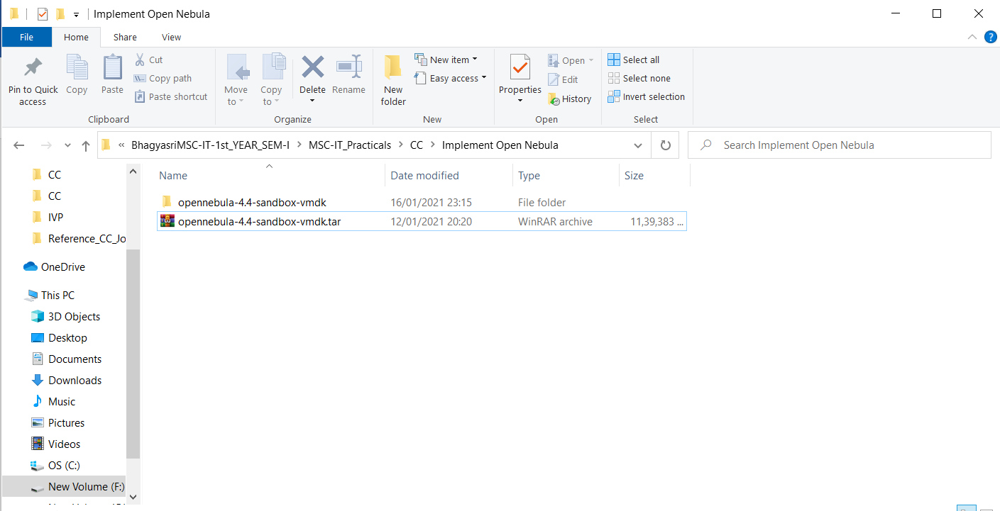 Implement Open Nebula
File Home Share View
Pin to Quick access
Copy
Paste
Cut
Copy path
Paste shortcut
Clipboard
Move to
Copy to
Delete
Rename
Organize
New folder
New item
Easy access
New
Properties
Open
Edit
History
Open
Select all
Select none
Invert selection
Select
« BhagyasriMSC-IT-1st_YEAR_SEM-I > MSC-IT_Practicals > CC > Implement Open Nebula
Search Implement Open Nebula
CC
CC
IVP
Reference_CC_Jo
OneDrive
This PC
3D Objects
Desktop
Documents
Downloads
Music
Pictures
Videos
OS (C:)
New Volume (F:)
Name Date modified Type Size
opennebula-4.4-sandbox-vmdk 16/01/2021 23:15 File folder
opennebula-4.4-sandbox-vmdk.tar 12/01/2021 20:20 WinRAR archive 11,39,383 ...